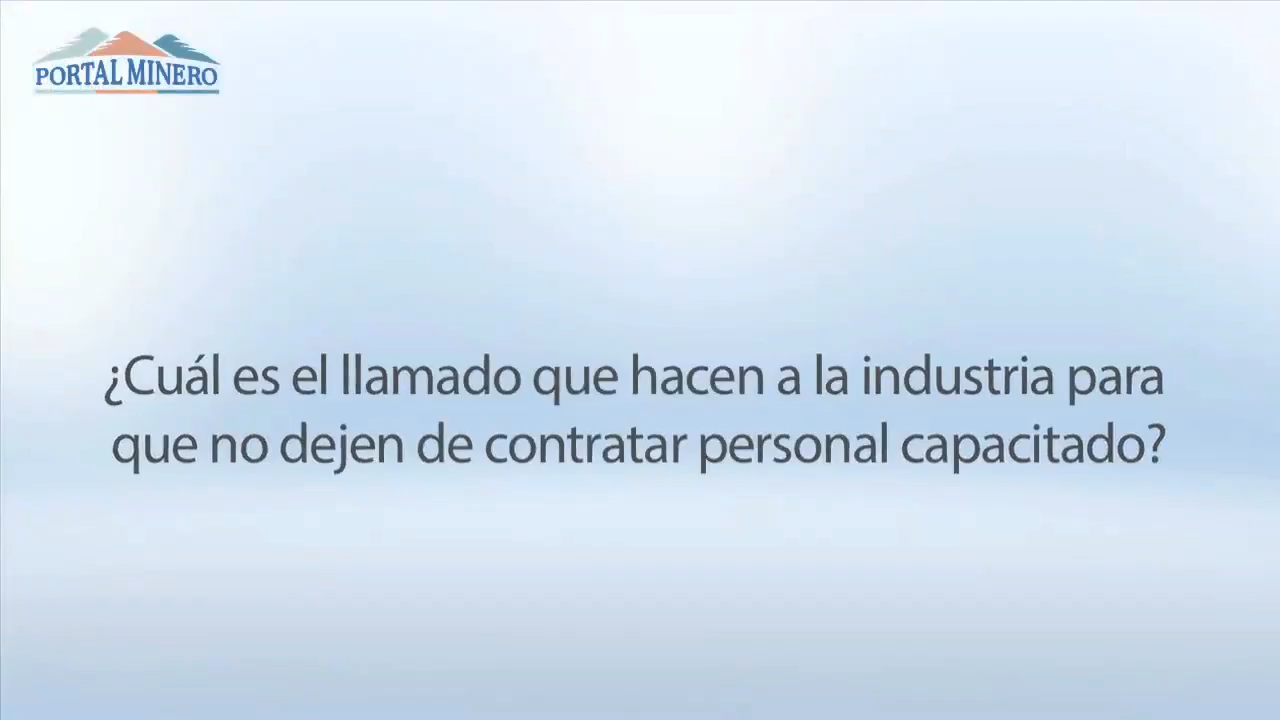 PORTAL MINERO
¿Cuál es el llamado que hacen a la industria para
que no dejen de contratar personal capacitado?